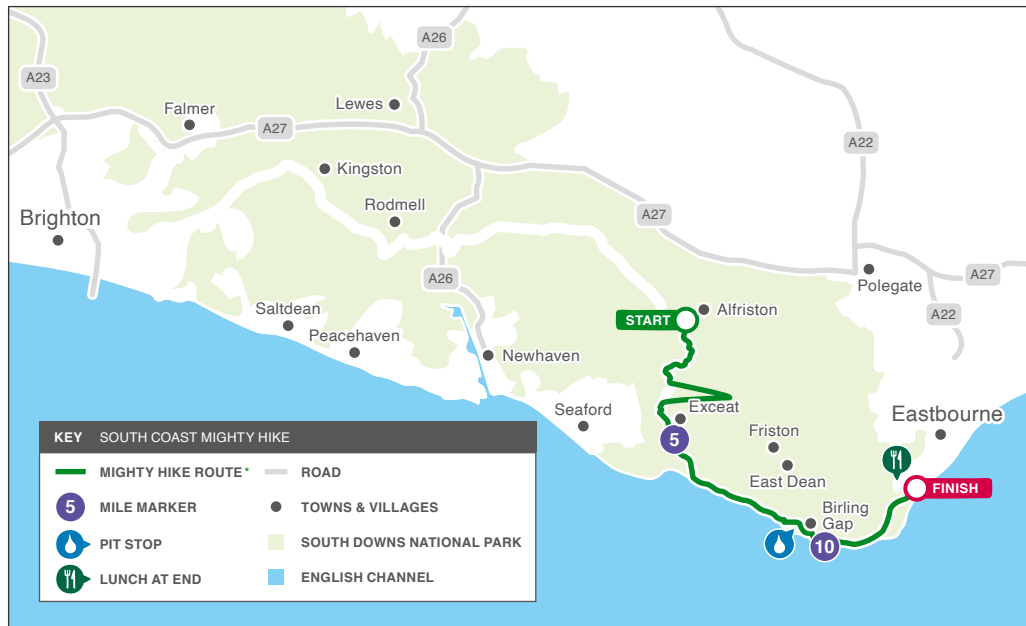 A26
A23
Falmer
Lewes
A27
A22
Kingston
Rodmell
Brighton
A27
A26
Polegate
A27
Saltdean
START
Alfriston
A22
Peacehaven
Newhaven
Seaford
Exceat
Eastbourne
5
Friston
East Dean
FINISH
Birling
Gap
10
KEY SOUTH COAST MIGHTY HIKE
MIGHTY HIKE ROUTE*
ROAD
5 MILE MARKER
TOWNS & VILLAGES
PIT STOP
SOUTH DOWNS NATIONAL PARK
LUNCH AT END
ENGLISH CHANNEL